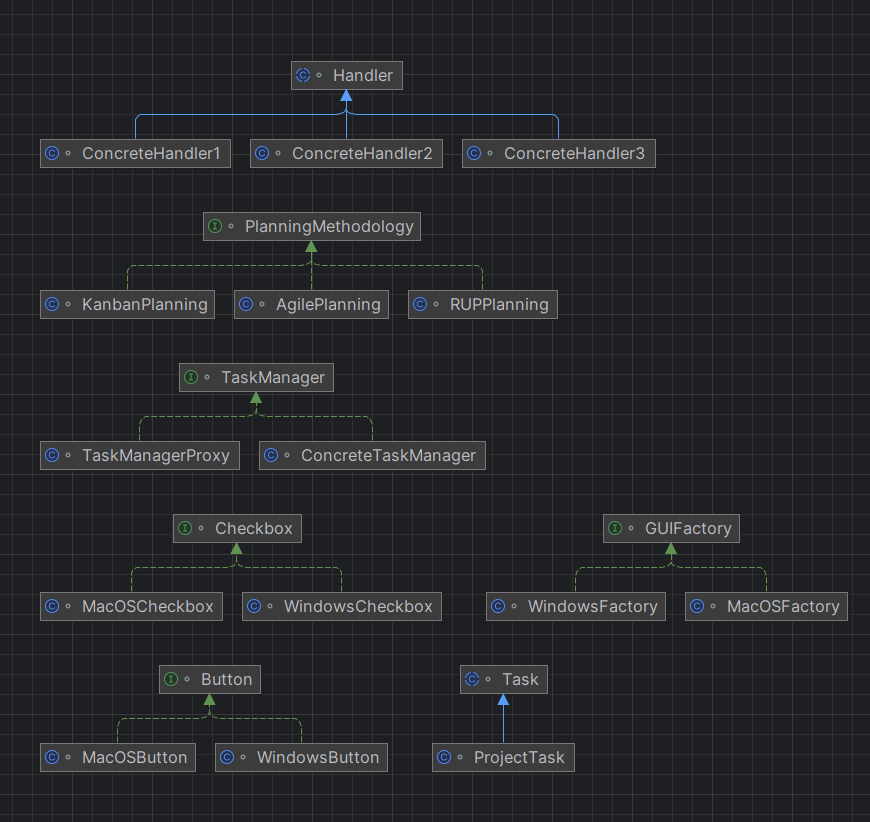 Handler
ConcreteHandler1 ConcreteHandler2 ConcreteHandler3
PlanningMethodology
KanbanPlanning AgilePlanning RUPPlanning
TaskManager
TaskManagerProxy ConcreteTaskManager
Checkbox GUIFactory
MacOSCheckbox WindowsCheckbox WindowsFactory MacOSFactory
Button Task
MacOSButton WindowsButton ProjectTask